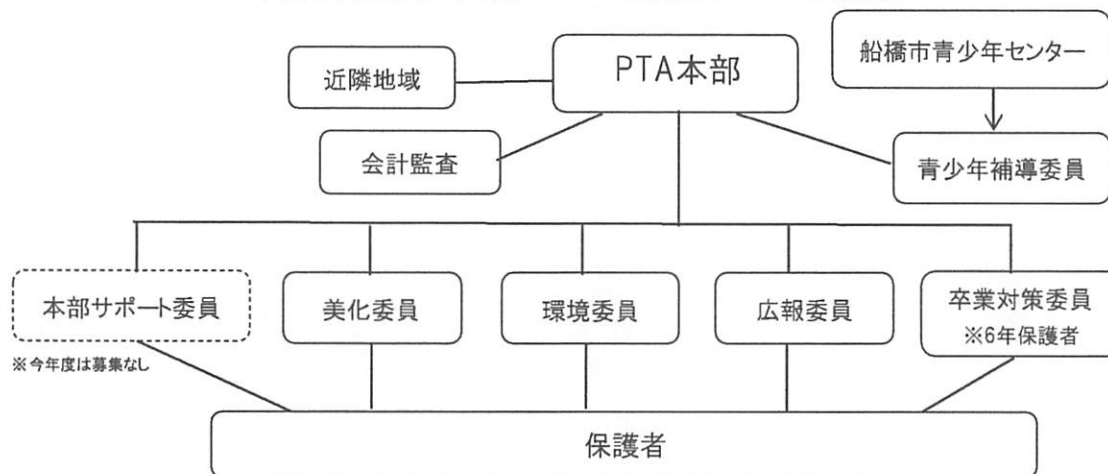 船橋市青少年センター
PTA本部
近隣地域
会計監査
青少年補導委員
本部サポート委員
美化委員
環境委員
広報委員
卒業対策委員
※6年保護者
※今年度は募集なし
保護者